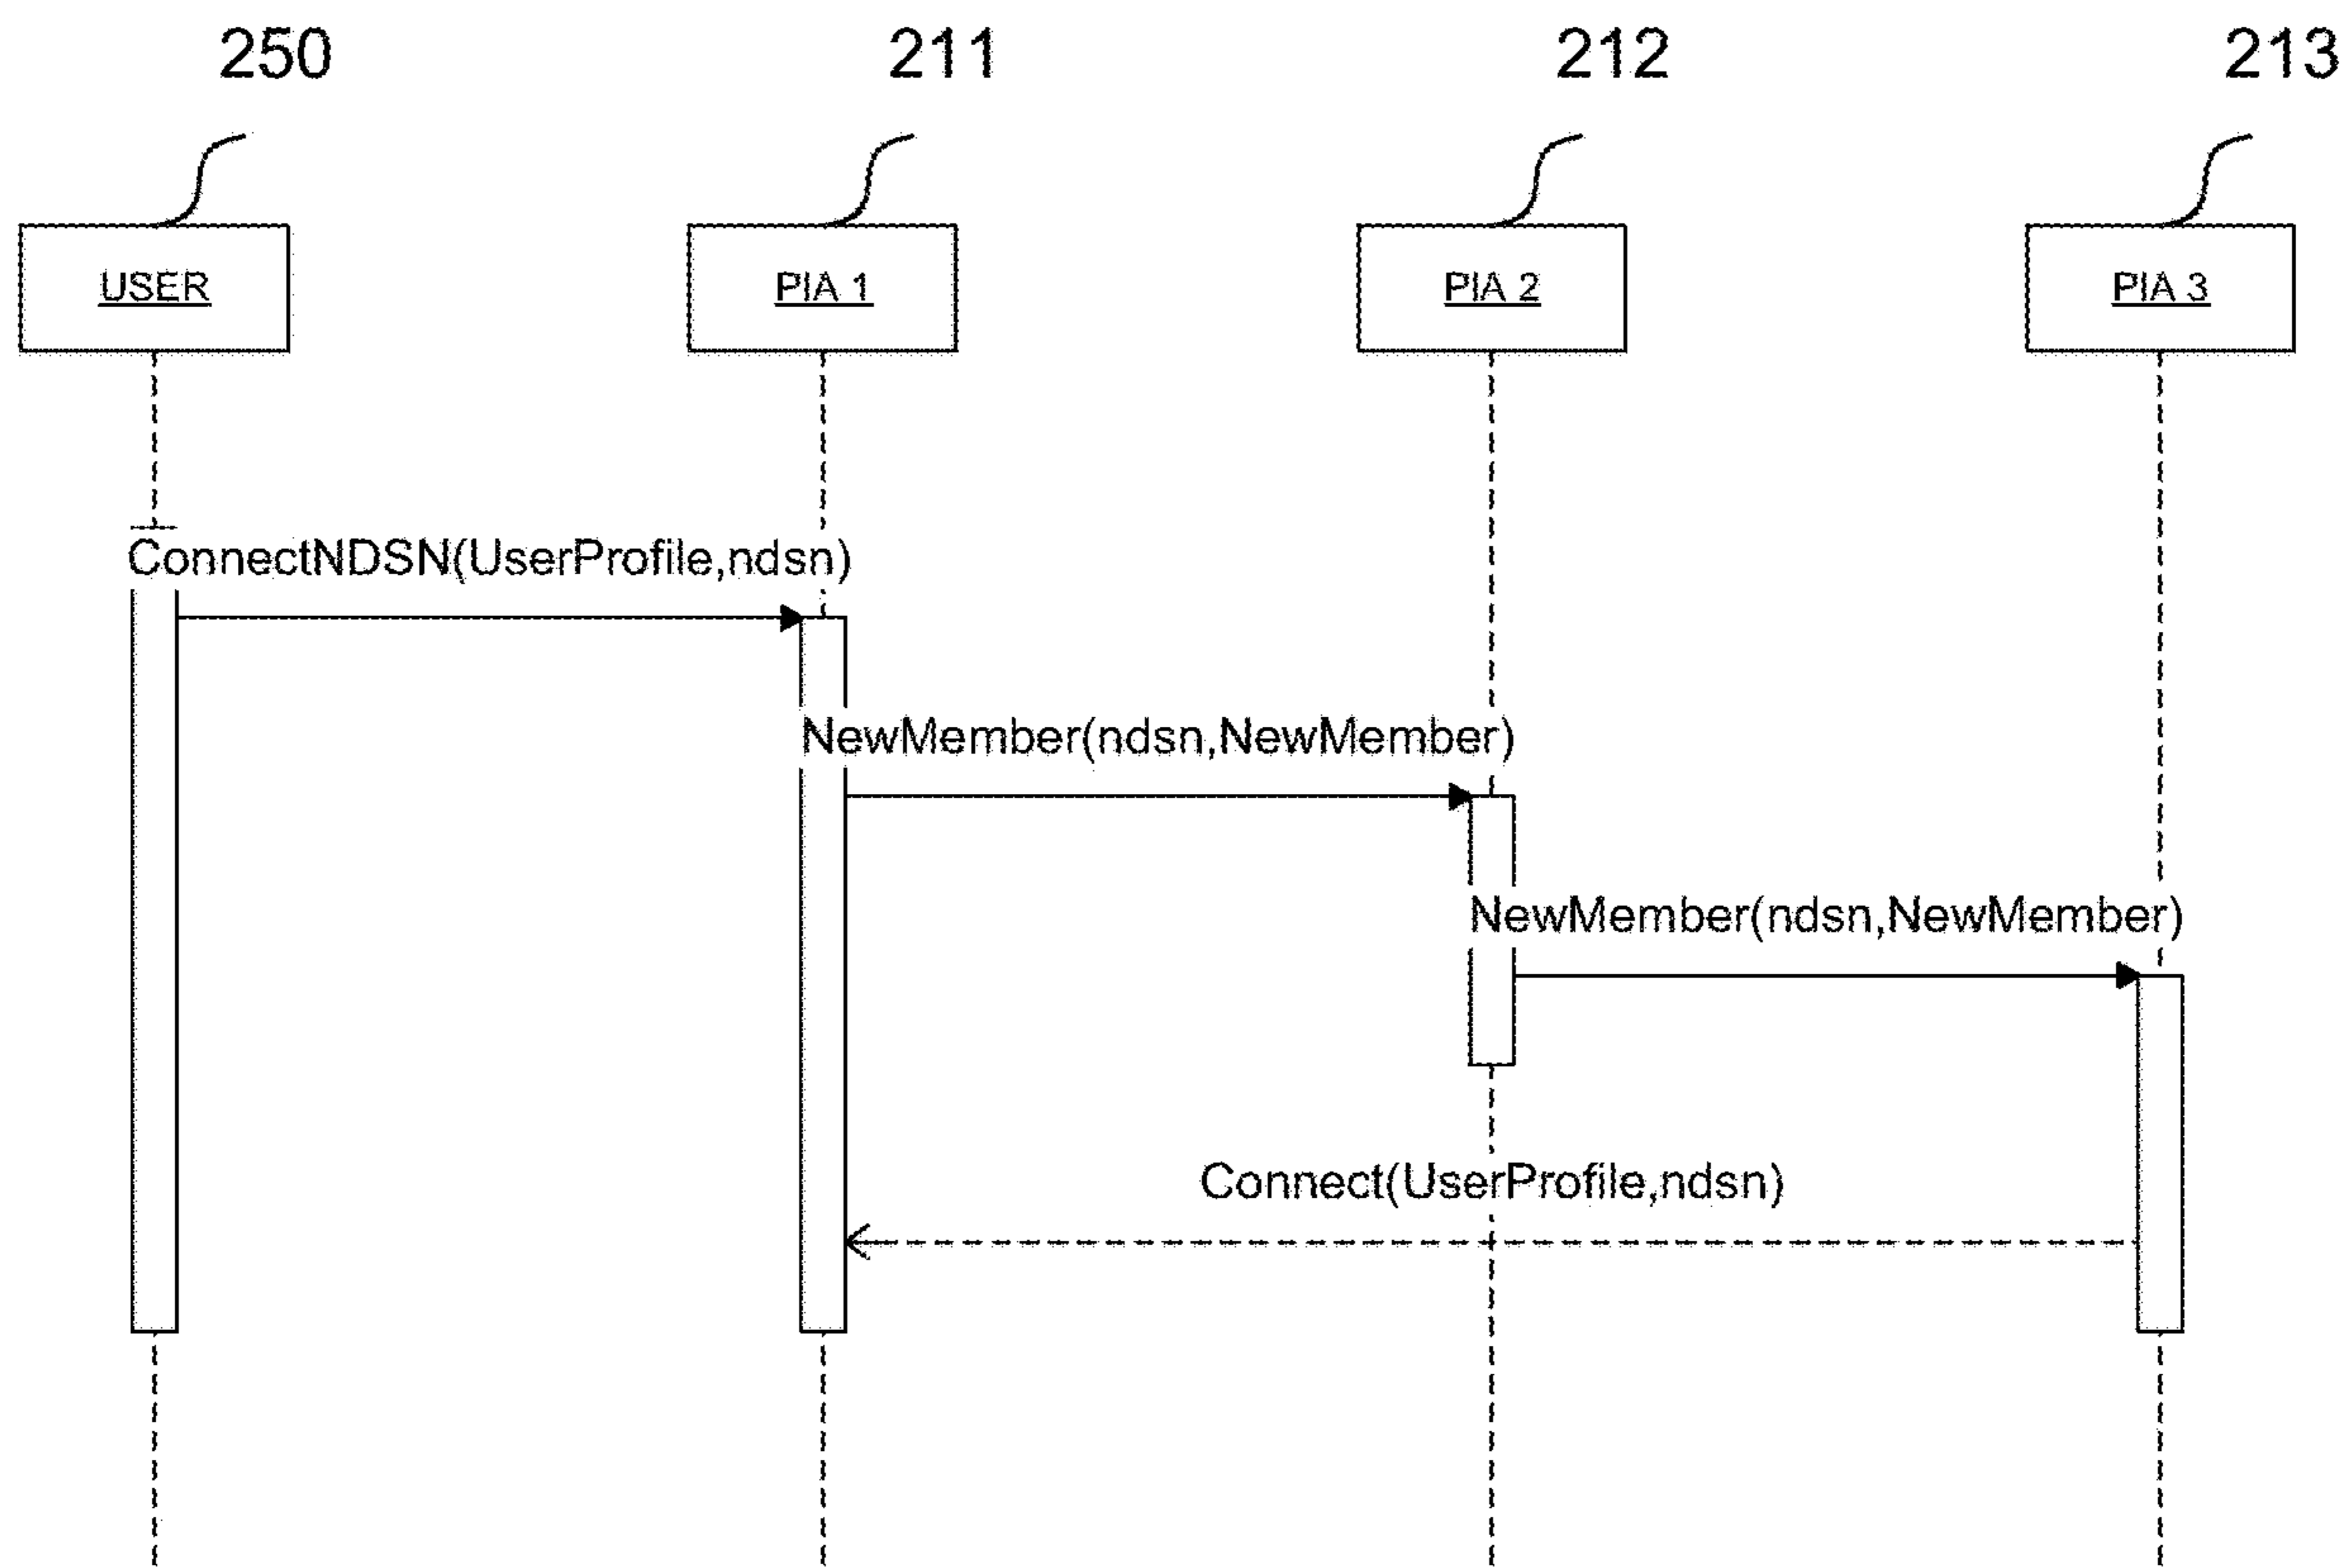 250 211 212 213
USER PIA 1 PIA 2 PIA 3
ConnectNDSN(UserProfile,ndsn)
NewMember(ndsn,NewMember)
NewMember(ndsn,NewMember)
Connect(UserProfile,ndsn)